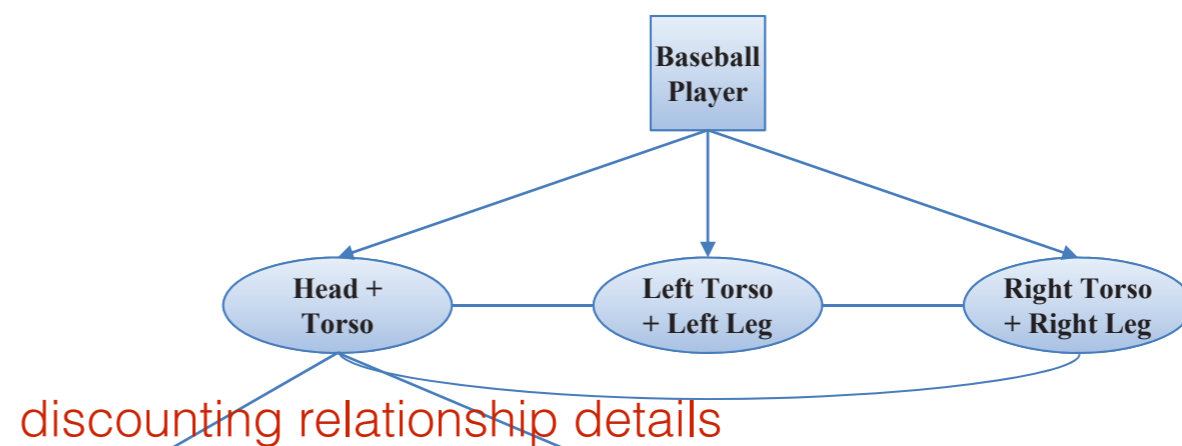 Baseball
Player
Head +
Torso
Left Torso
+ Left Leg
Right Torso
+ Right Leg
discounting relationship details